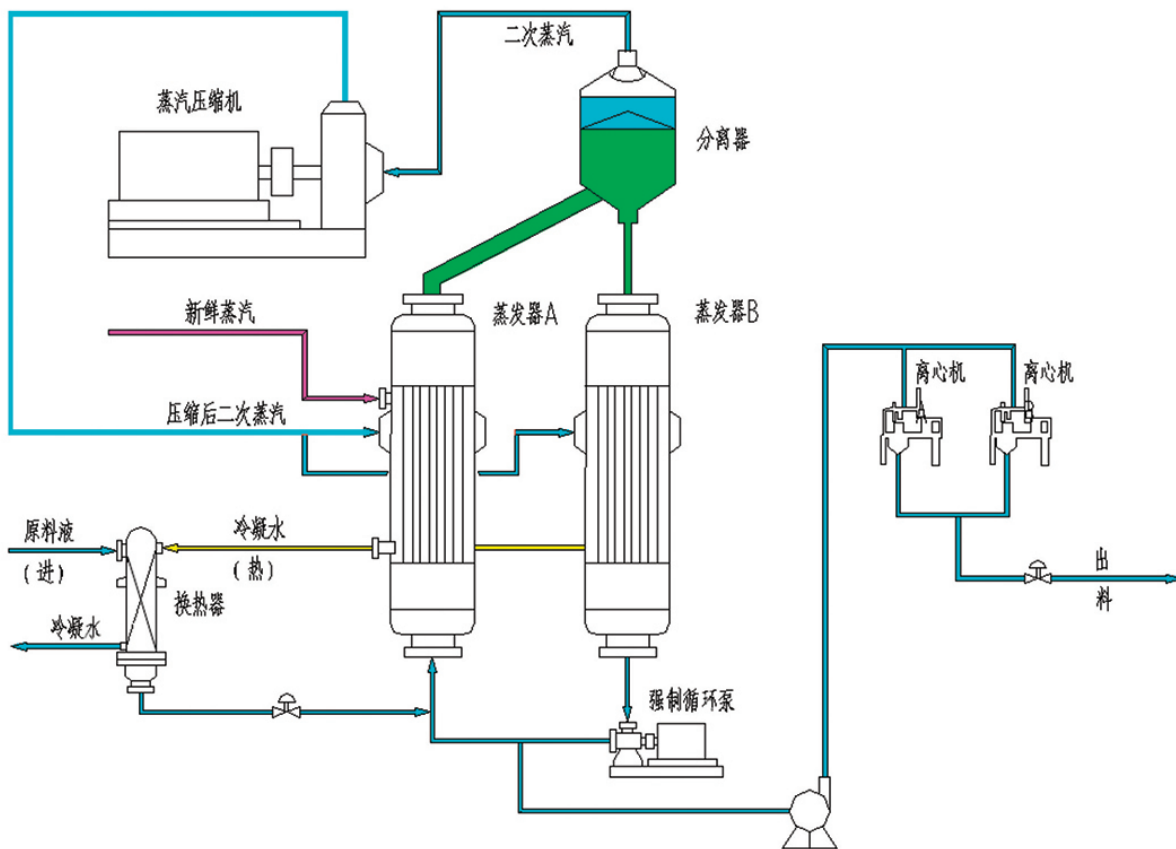 二次蒸汽
蒸汽压缩机
分离器
新鲜蒸汽
蒸发器A
蒸发器B
压缩后二次蒸汽
离心机
离心机
原料液
（进）
冷凝水
（热）
换热器
冷凝水
出
料
强制循环泵